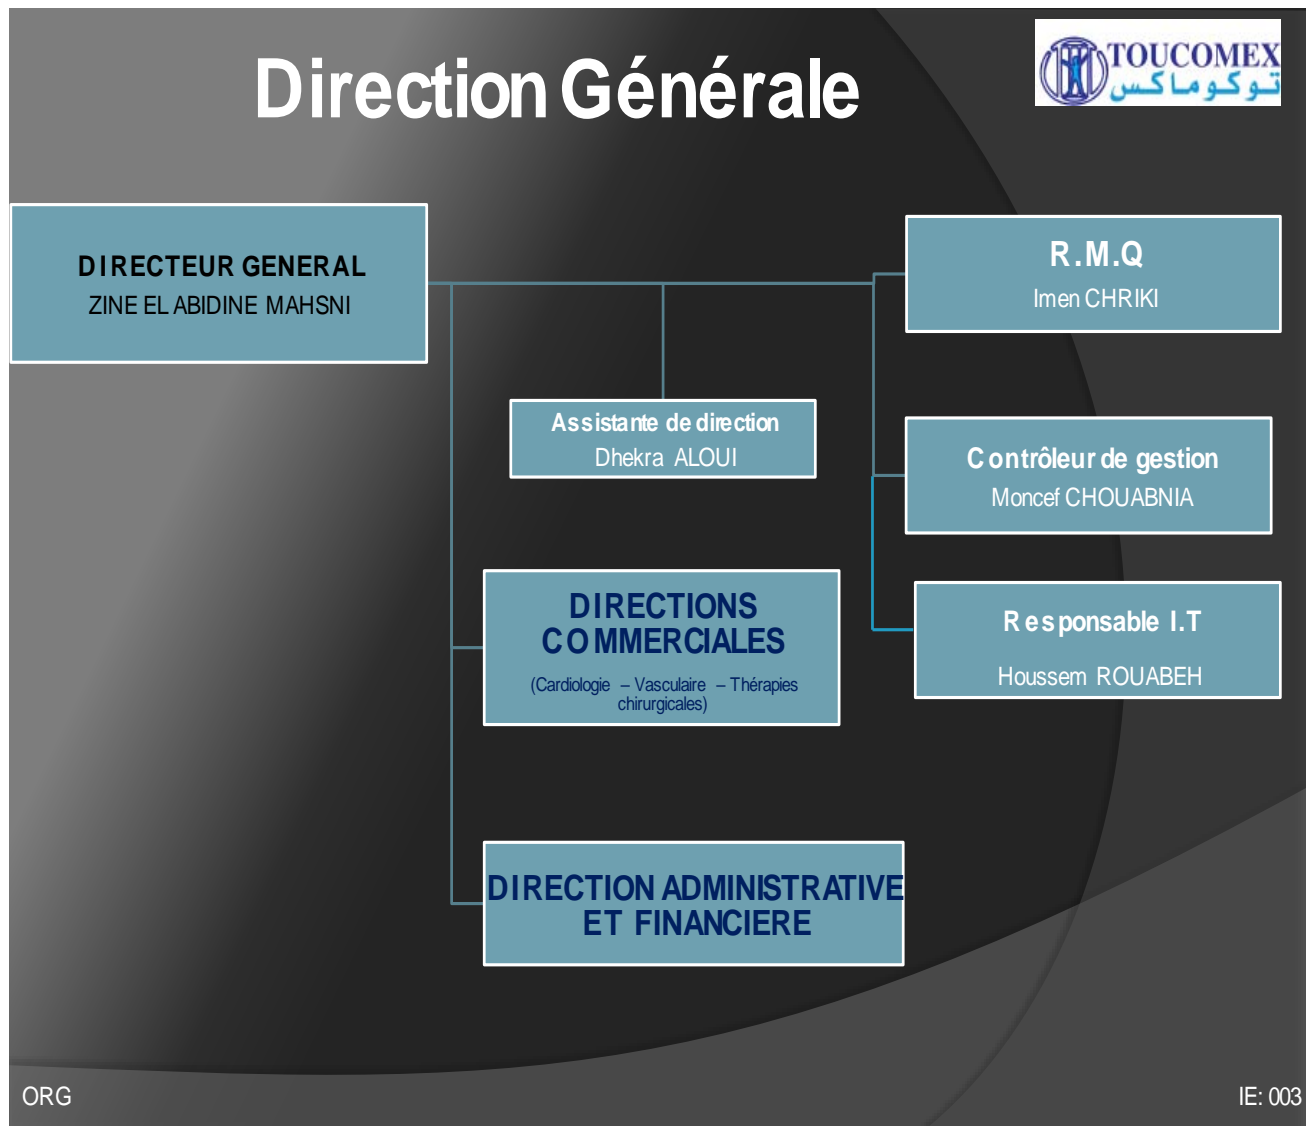 Direction Générale
TOUCOMEX
توكوماكس
DIRECTEUR GENERAL
ZINE EL ABIDINE MAHSNI
R.M.Q
Imen CHRIKI
Assistante de direction
Dhekra ALOUI
Contrôleur de gestion
Moncef CHOUABNIA
DIRECTIONS
COMMERCIALES
(Cardiologie – Vasculaire – Thérapies
chirurgicales)
Responsable I.T
Houssem ROUABEH
DIRECTION ADMINISTRATIVE
ET FINANCIERE
ORG
IE: 003